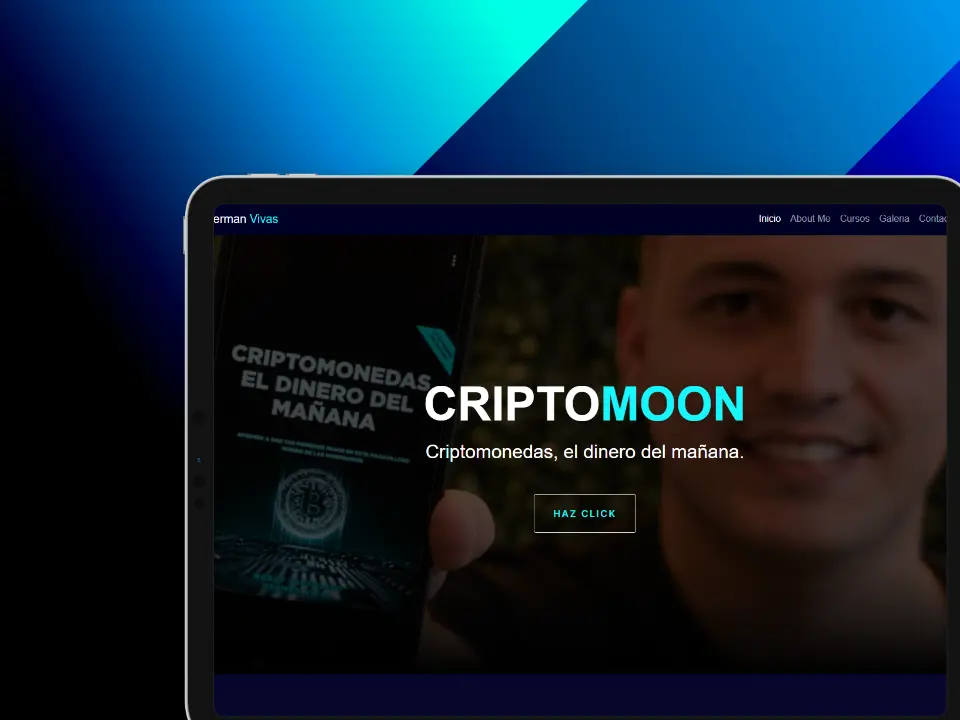 erman Vivas
Inicio About Me Cursos Galeria Contac
CRIPTOMONEDAS
EL DINERO DEL
MAÑANA
CRIPTOMOON
Criptomonedas, el dinero del mañana.
HAZ CLICK